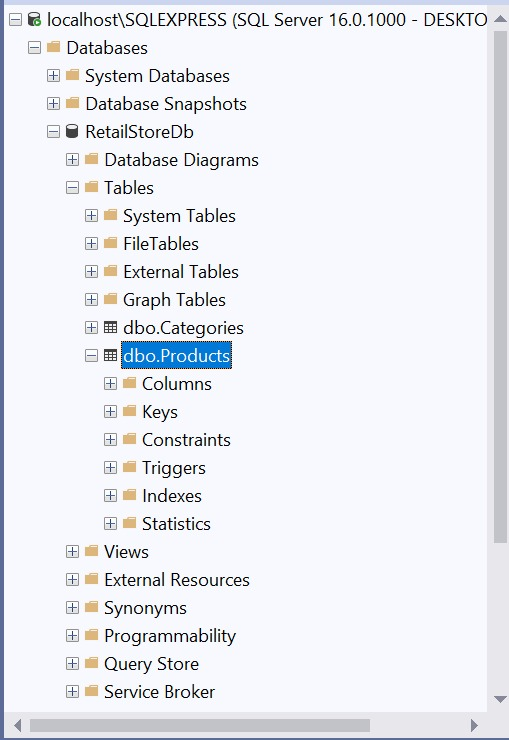 localhost\SQLEXPRESS (SQL Server 16.0.1000 - DESKTO
Databases
System Databases
Database Snapshots
RetailStoreDb
Database Diagrams
Tables
System Tables
FileTables
External Tables
Graph Tables
dbo.Categories
dbo.Products
Columns
Keys
Constraints
Triggers
Indexes
Statistics
Views
External Resources
Synonyms
Programmability
Query Store
Service Broker